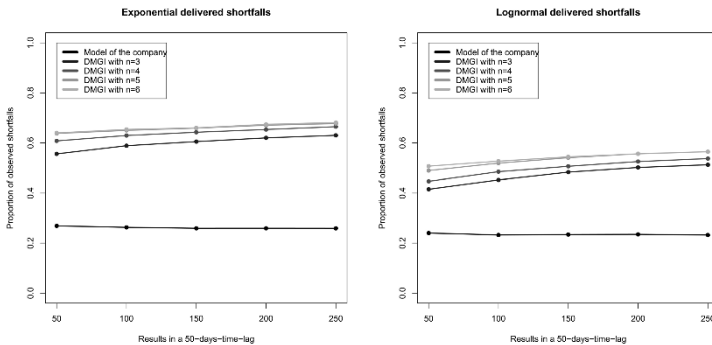 Exponential delivered shortfalls
Proportion of observed shortfalls
1.0
0.8
0.6
0.4
0.2
0.0
Model of the company
DMGI with n=3
DMGI with n=4
DMGI with n=5
DMGI with n=6
50 100 150 200 250
Results in a 50-days-time-lag
Lognormal delivered shortfalls
Proportion of observed shortfalls
1.0
0.8
0.6
0.4
0.2
0.0
Model of the company
DMGI with n=3
DMGI with n=4
DMGI with n=5
DMGI with n=6
50 100 150 200 250
Results in a 50-days-time-lag